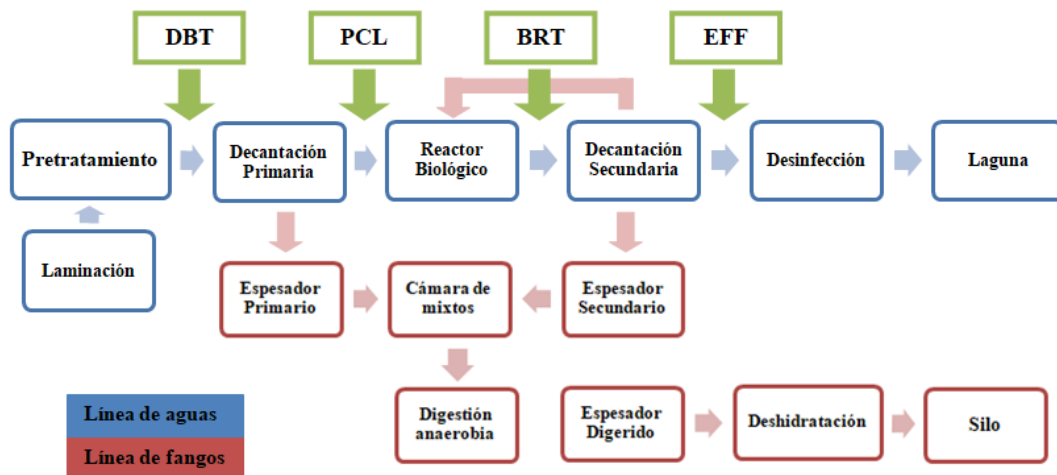 DBT
PCL
BRT
EFF
Pretratamiento
Decantación
Primaria
Reactor
Biológico
Decantación
Secundaria
Desinfección
Laguna
Laminación
Espesador
Primario
Cámara de
mixtos
Espesador
Secundario
Digestión
anaerobia
Espesador
Digerido
Deshidratación
Silo
Línea de aguas
Línea de fangos